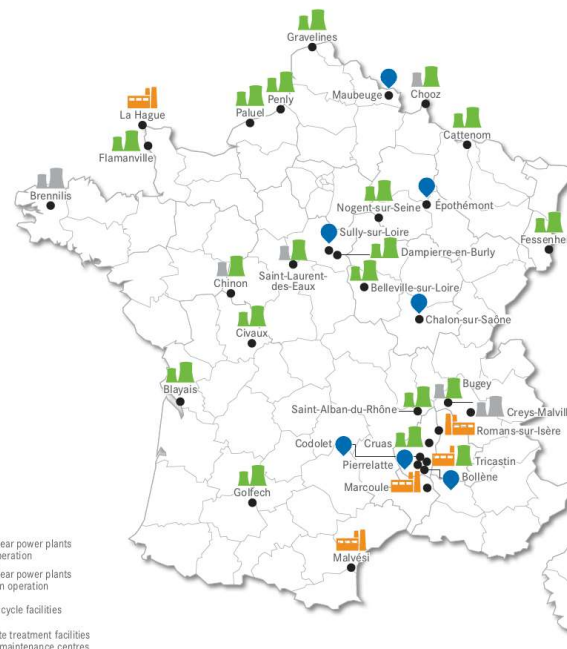 Gravelines
Maubeuge
Chooz
La Hague
Paluel
Penly
Cattenom
Flamanville
Brennilis
Nogent-sur-Seine
Épothémont
Sully-sur-Loire
Fessenhei
Dampierre-en-Burly
Saint-Laurent-
des-Eaux
Chinon
Belleville-sur-Loire
Chalon-sur-Saône
Civaux
Blayais
Bugey
Saint-Alban-du-Rhône
Creys-Malvill
Romans-sur-Isère
Codolet
Cruas
Pierrelatte
Tricastin
Bollène
Marcoule
Golfech
Malvési
ear power plants
eration
ear power plants
n operation
cycle facilities
te treatment facilities
maintenance centres